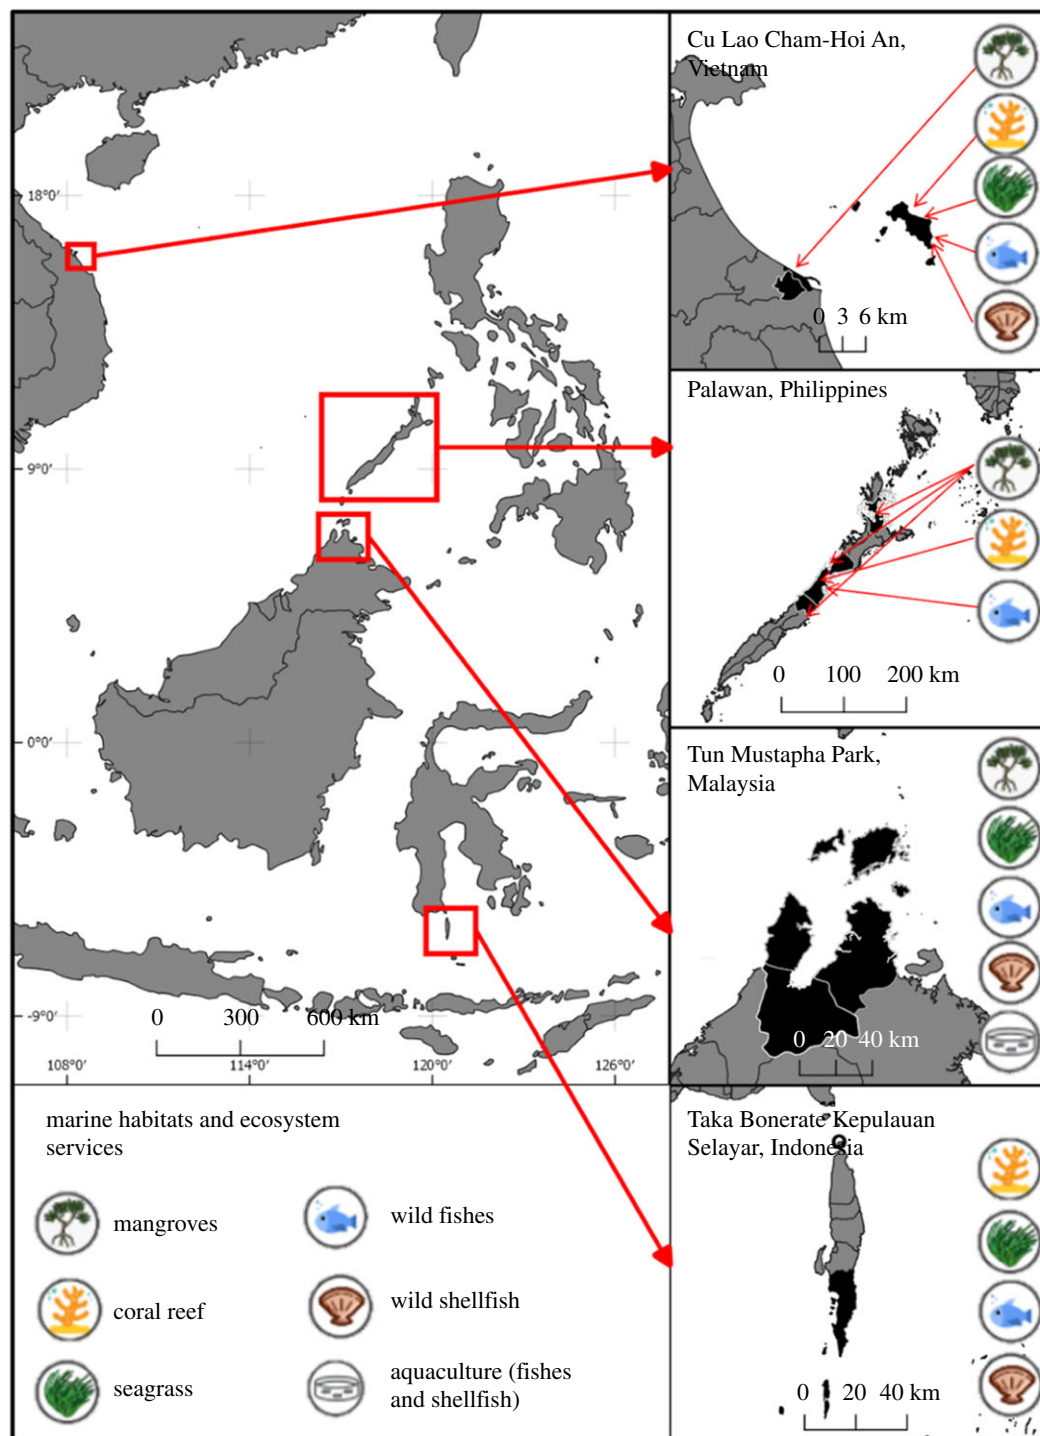 Cu Lao Cham-Hoi An,
Vietnam
0 3 6 km
Palawan, Philippines
0 100 200 km
Tun Mustapha Park,
Malaysia
0 20 40 km
Taka Bonerate Kepulauan
Selayar, Indonesia
0 20 40 km
18°0′
9°0′
0°0′
-9°0′
0 300 600 km
108°0′ 114°0′ 120°0′ 126°0′
marine habitats and ecosystem
services
mangroves
coral reef
seagrass
wild fishes
wild shellfish
aquaculture (fishes
and shellfish)